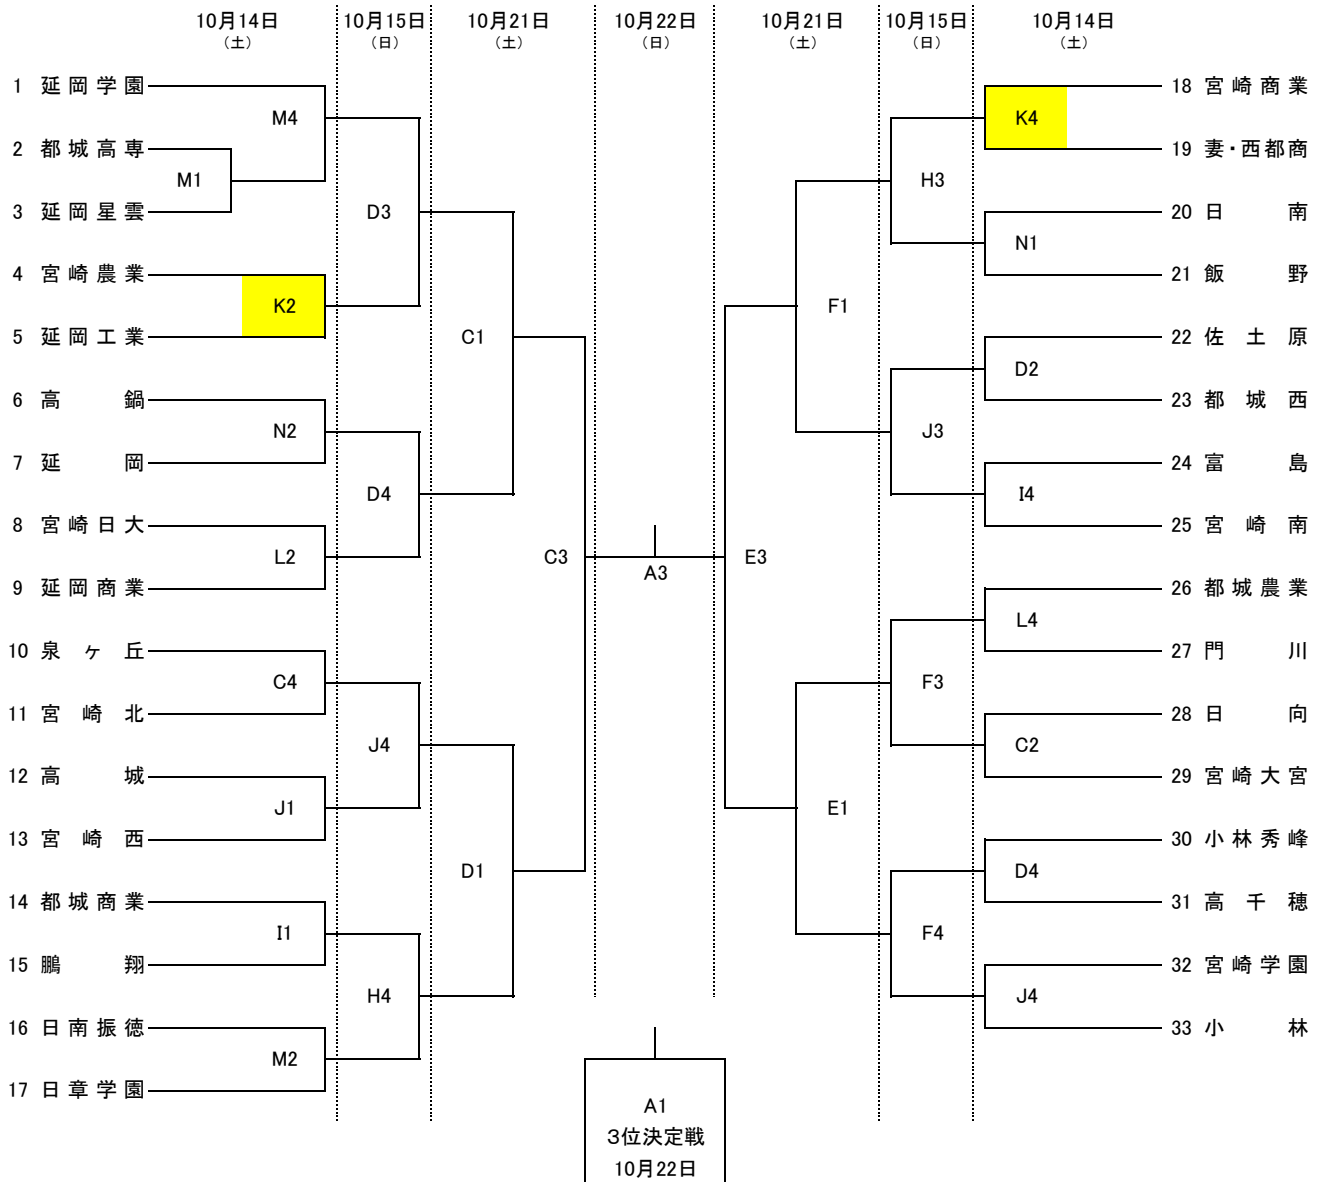 10月14日 10月15日 10月21日 10月22日 10月21日 10月15日 10月14日
（土） （日） （土） （日） （土） （日） （土）
1 延岡学園 18 宮崎商業
M4 K4
2 都城高専 19 妻・西都商
M1 H3
3 延岡星雲 D3 20 日南
N1
4 宮崎農業 21 飯野
K2 F1
5 延岡工業 C1 22 佐土原
D2
6 高鍋 23 都城西
N2 J3
7 延岡 24 富島
D4 I4
8 宮崎日大 25 宮崎南
L2 C3 E3
A3
9 延岡商業 26 都城農業
L4
10 泉ヶ丘 27 門川
C4 F3
11 宮崎北 28 日向
J4 C2
12 高城 29 宮崎大宮
J1 E1
13 宮崎西 30 小林秀峰
D1 D4
14 都城商業 31 高千穂
I1 F4
15 鵬翔 32 宮崎学園
H4 J4
16 日南振徳 33 小林
M2
17 日章学園
A1
3位決定戦
10月22日